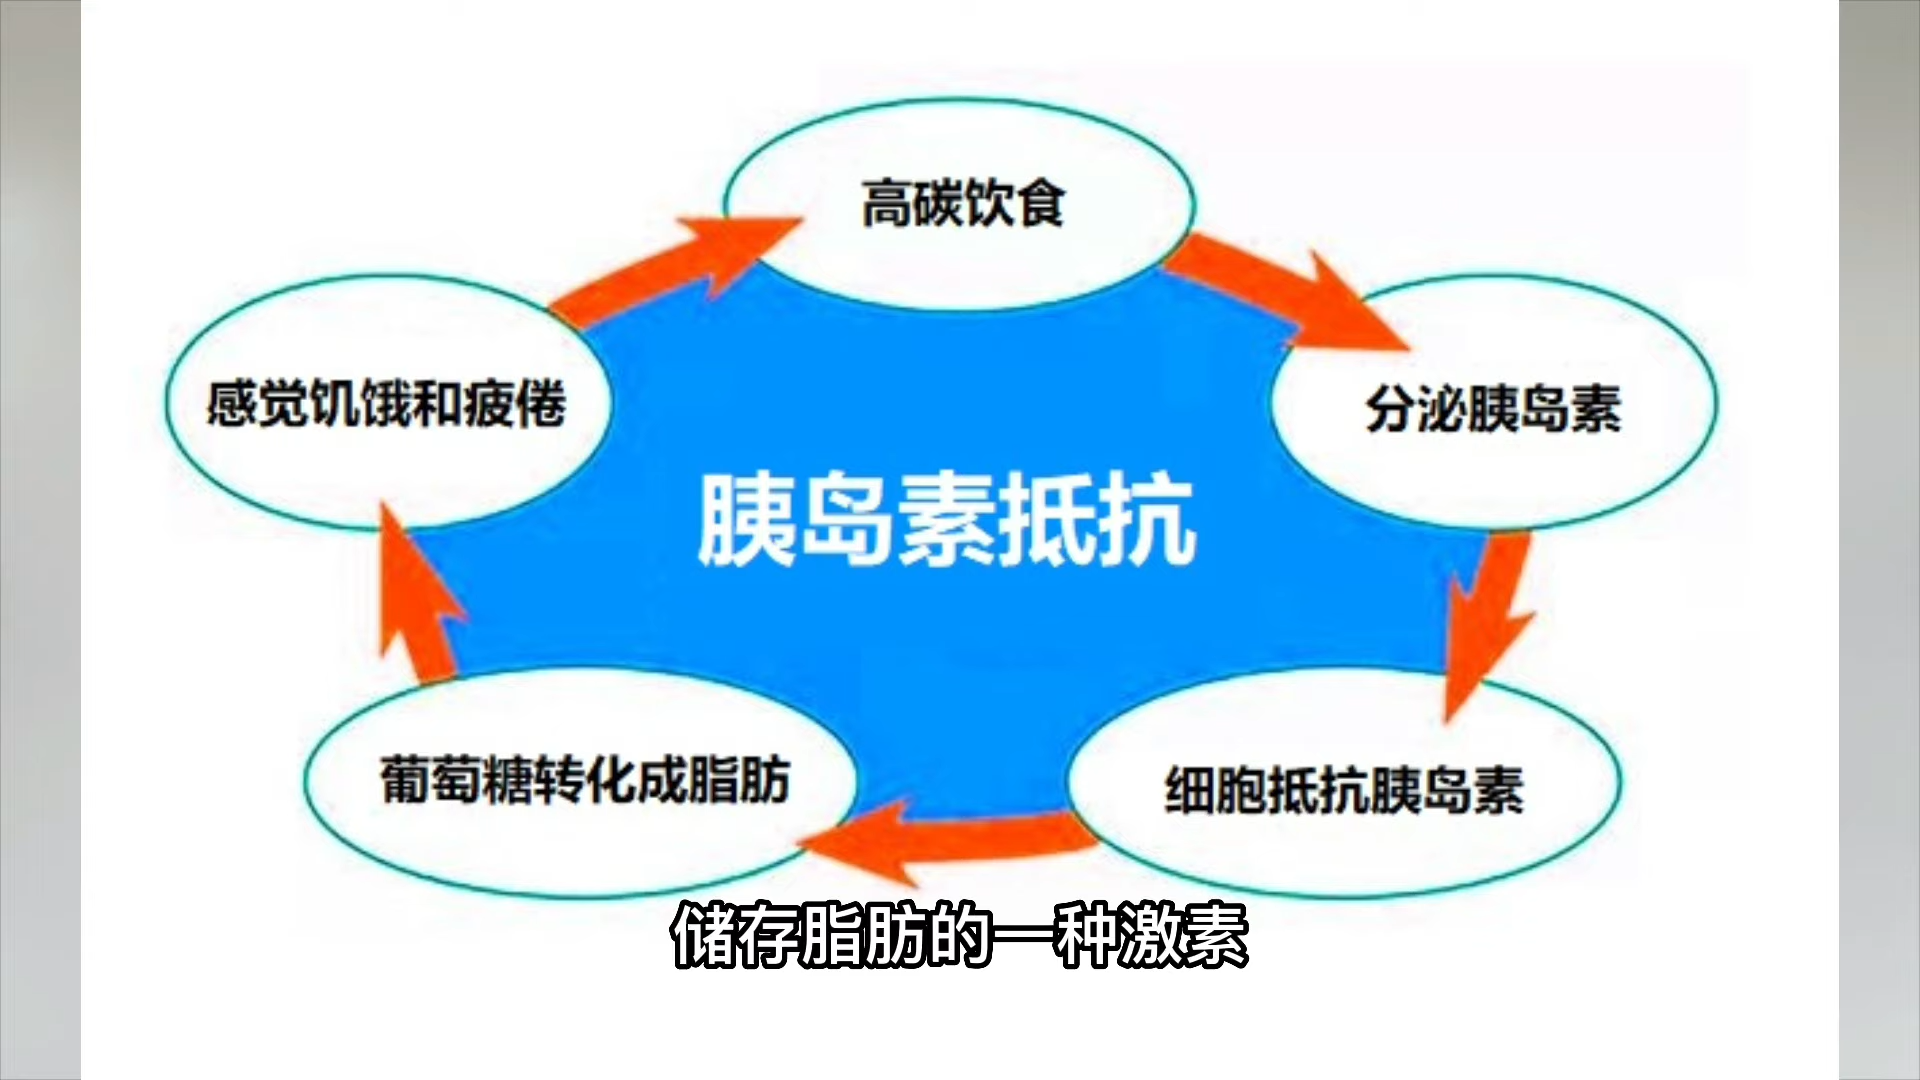 高碳饮食
感觉饥饿和疲倦
分泌胰岛素
胰岛素抵抗
葡萄糖转化成脂肪
细胞抵抗胰岛素
储存脂肪的一种激素